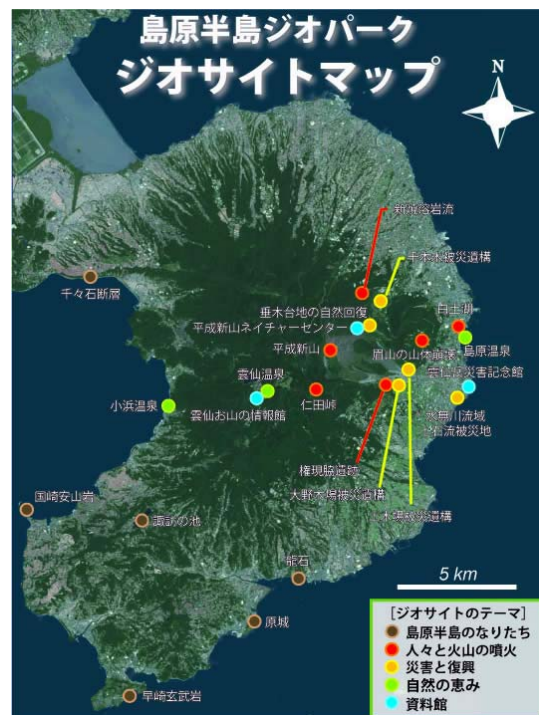 島原半島ジオパーク
ジオサイトマップ
N
新焼溶岩流
千本木被災遺構
千々石断層
垂木台地の自然回復
白土湖
平成新山ネイチャーセンター
平成新山
眉山の山体崩壊
島原温泉
雲仙岳災害記念館
雲仙温泉
小浜温泉
雲仙お山の情報館
仁田峠
水無川流域
土石流被災地
権現脇遺跡
国崎安山岩
大野木場被災遺構
諏訪の池
龍石
原城
早崎玄武岩
5 km
[ジオサイトのテーマ]
島原半島のなりたち
人々と火山の噴火
災害と復興
自然の恵み
資料館